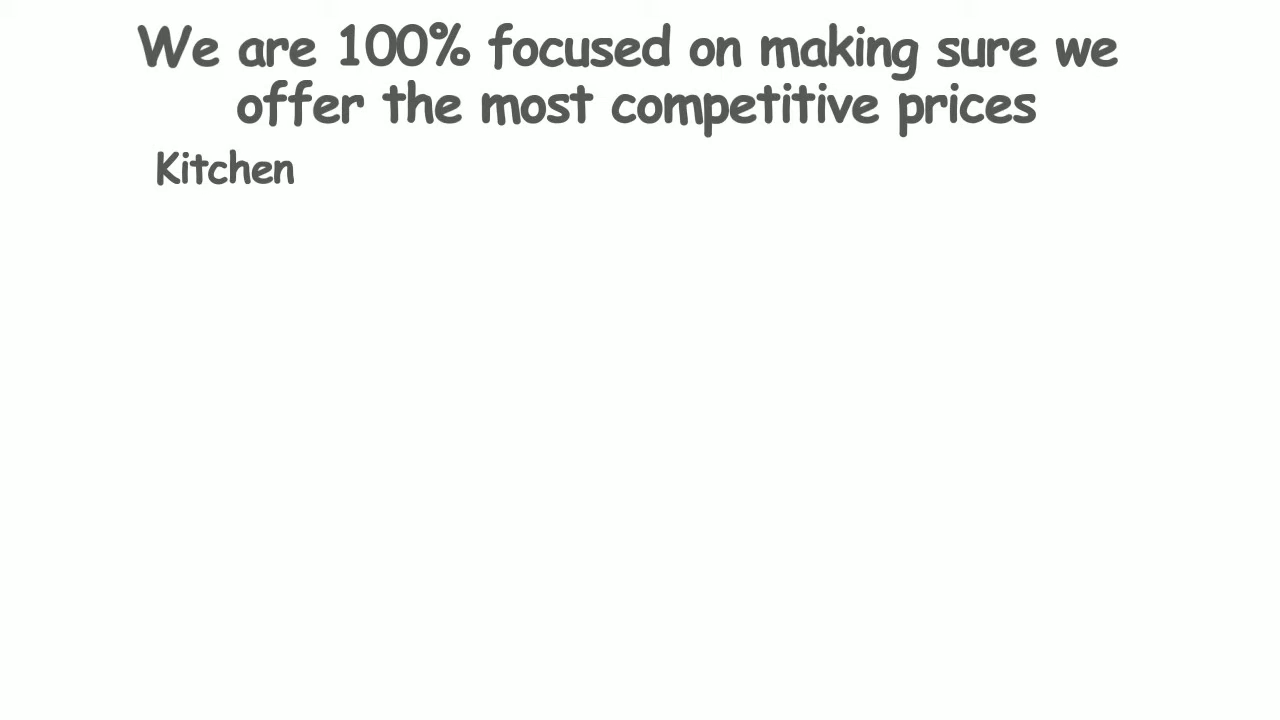 We are 100% focused on making sure we
offer the most competitive prices
Kitchen